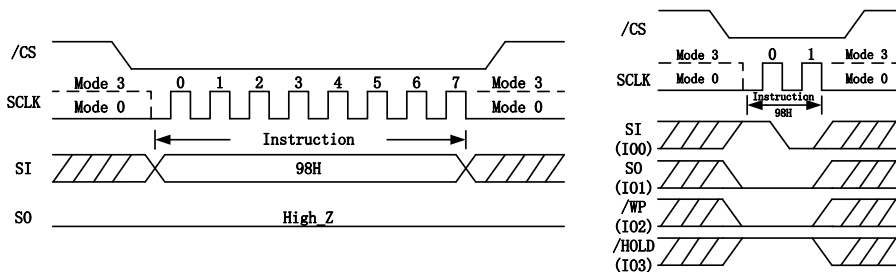 /CS
Mode 3 0 1 2 3 4 5 6 7 Mode 3
SCLK Mode 0 Mode 0
Instruction
SI 98H
SO High_Z
/CS
Mode 3 0 1 Mode 3
SCLK Mode 0 Mode 0
Instruction
98H
SI
(IO0)
SO
(IO1)
/WP
(IO2)
/HOLD
(IO3)